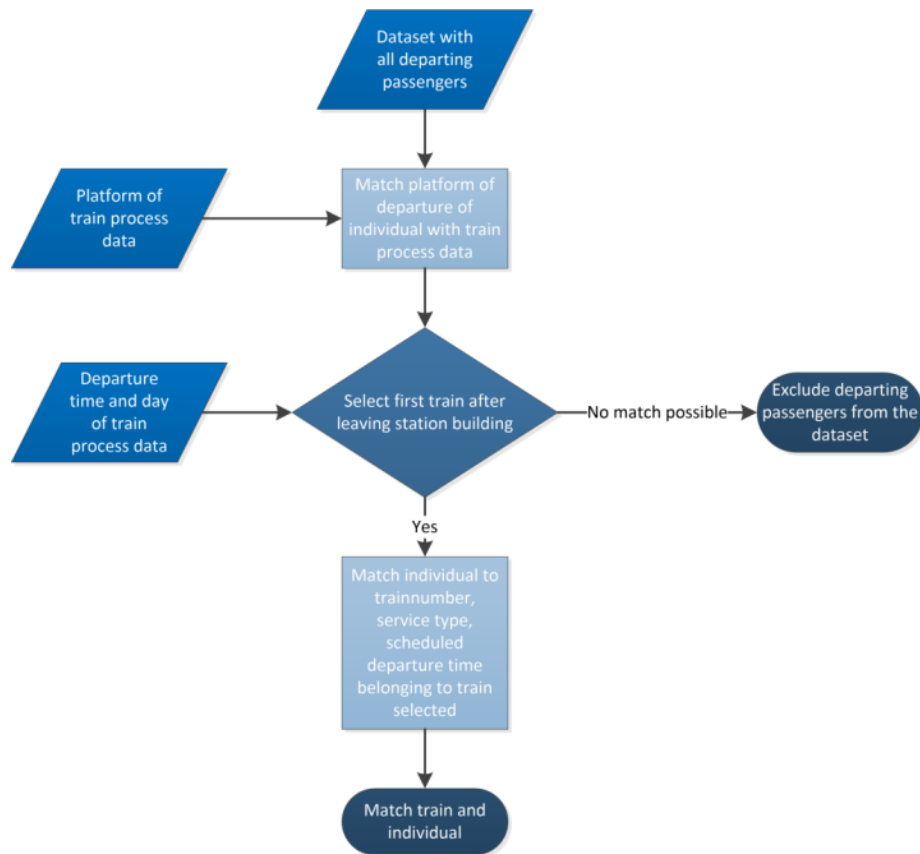 Dataset with
all departing
passengers
Platform of
train process
data
Match platform of
departure of
individual with train
process data
Departure
time and day
of train
process data
Select first train after
leaving station building
No match possible
Exclude departing
passengers from the
dataset
Yes
Match individual to
trainnumber,
service type,
scheduled
departure time
belonging to train
selected
Match train and
individual